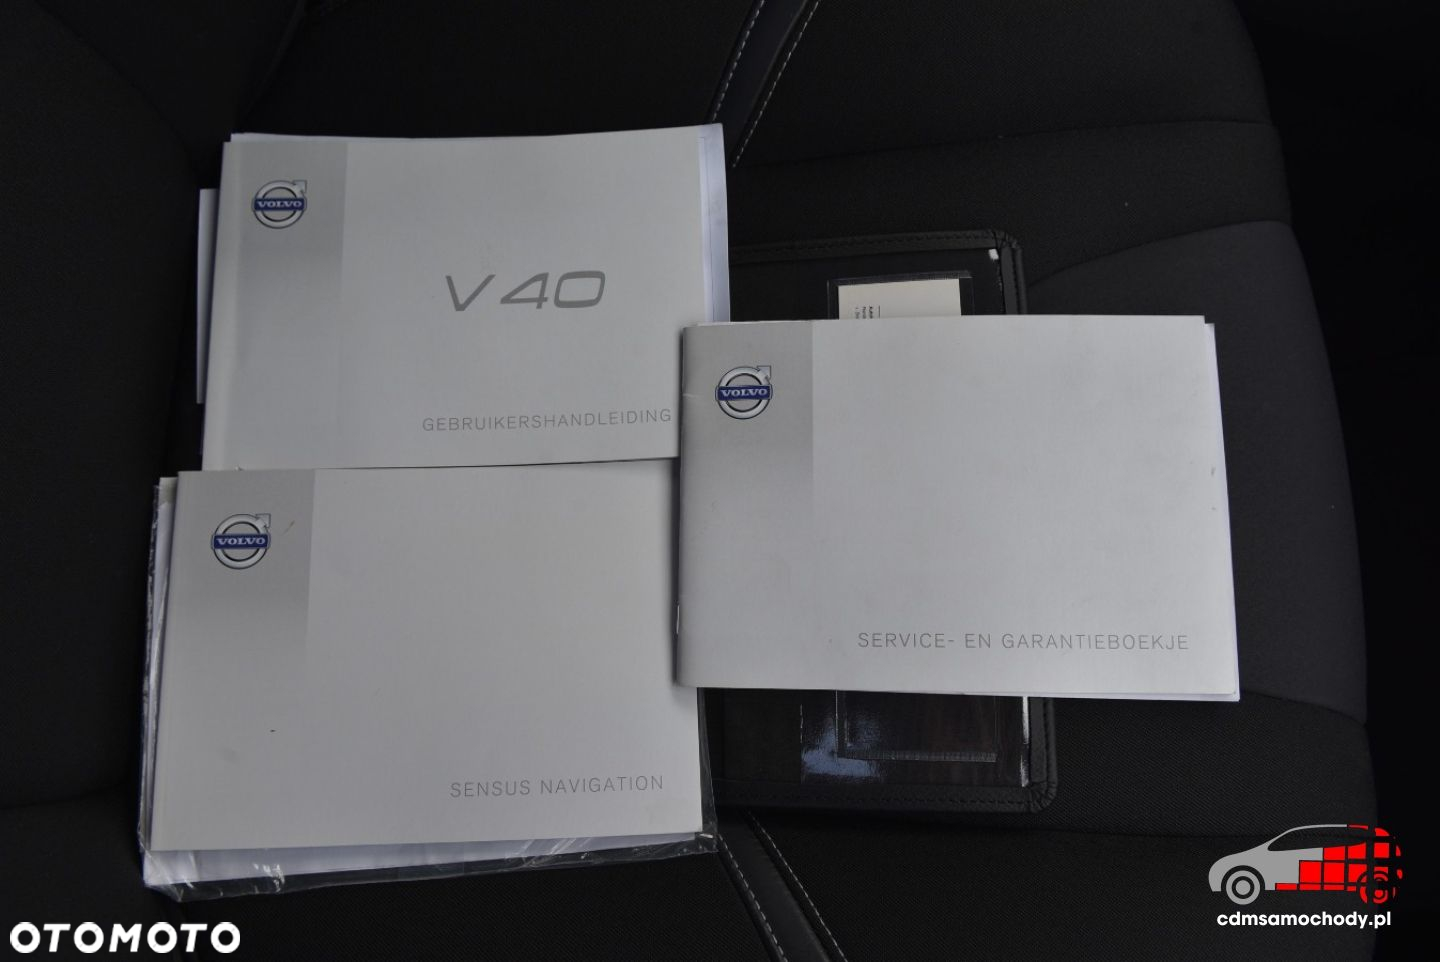 VOLVO
V40
GEBRUIKERSHANDLEIDING
VOLVO
SERVICE- EN GARANTIEBOEKJE
VOLVO
SENSUS NAVIGATION
cdmsamochody.pl
OTOMOTO